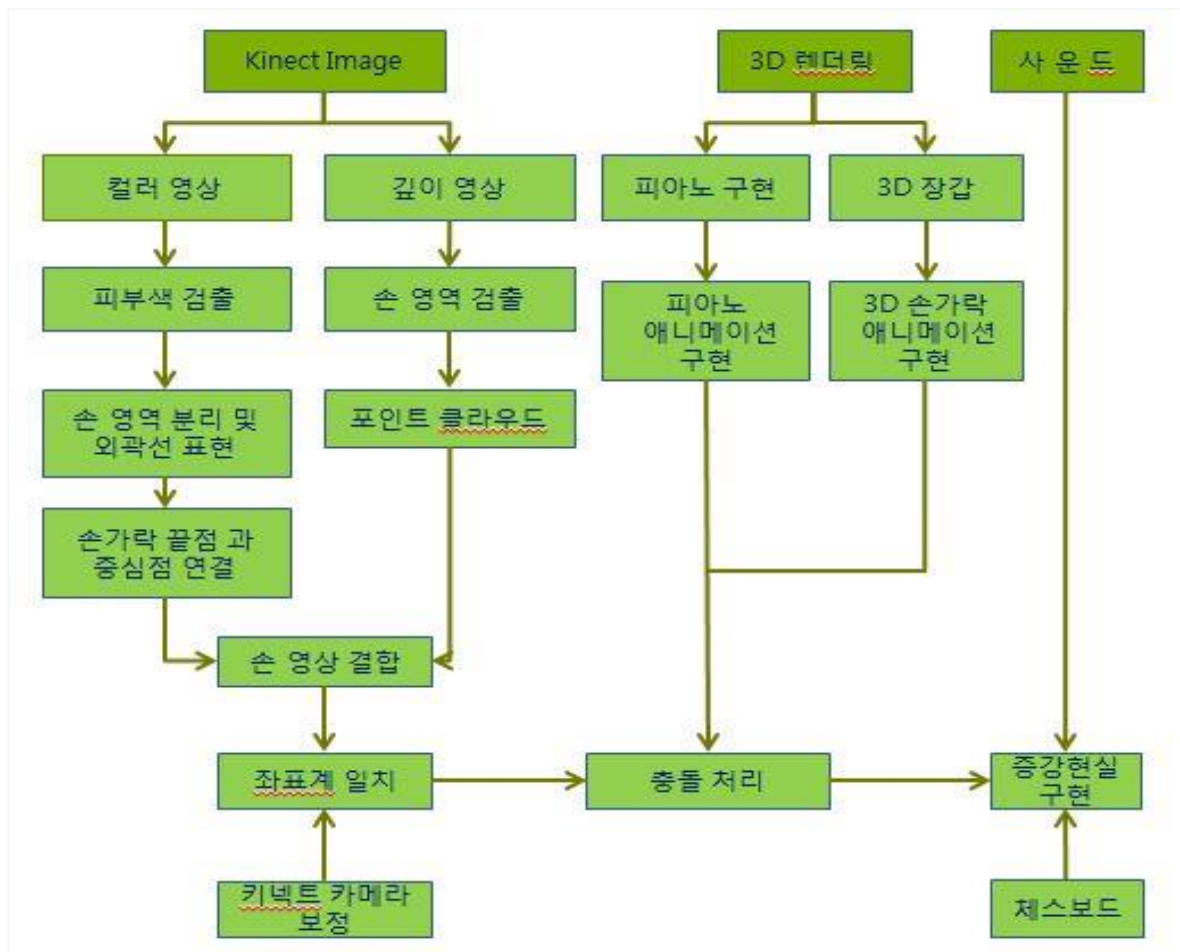 Kinect Image
3D 렌더링
사 운 드
컬러 영상
깊이 영상
피아노 구현
3D 장갑
피부색 검출
손 영역 검출
피아노
애니메이션
구현
3D 손가락
애니메이션
구현
손 영역 분리 및
외곽선 표현
포인트 클라우드
손가락 끝점 과
중심점 연결
손 영상 결합
좌표계 일치
충돌 처리
증강현실
구현
키넥트 카메라
보정
체스보드